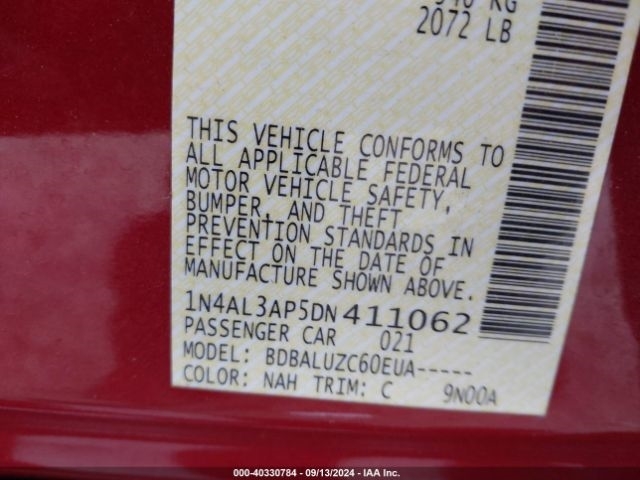 2072 LB
THIS VEHICLE CONFORMS TO
ALL APPLICABLE FEDERAL
MOTOR VEHICLE SAFETY,
BUMPER, AND THEFT
PREVENTION STANDARDS IN
EFFECT ON THE DATE OF
MANUFACTURE SHOWN ABOVE.
1N4AL3AP5DN 411062
PASSENGER CAR 021
MODEL: BDBALUZC60EUA-----
COLOR: NAH TRIM: C 9N00A
000-40330784 - 09/13/2024 - IAA Inc.